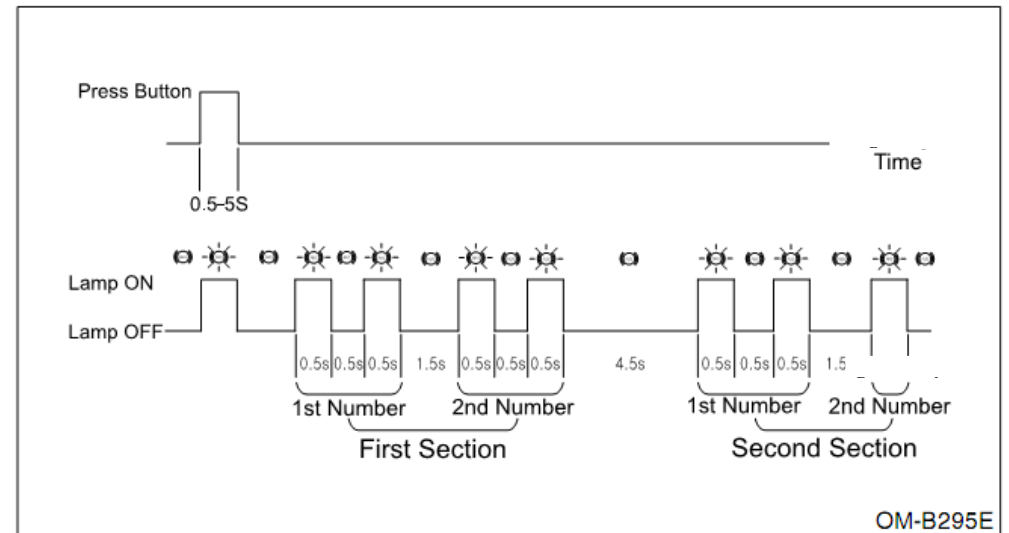 Press Button
Time
0.5–5S
Lamp ON
Lamp OFF
0.5s 0.5s 0.5s 1.5s 0.5s 0.5s 0.5s 4.5s 0.5s 0.5s 0.5s 1.5
1st Number 2nd Number 1st Number 2nd Number
First Section Second Section
OM-B295E